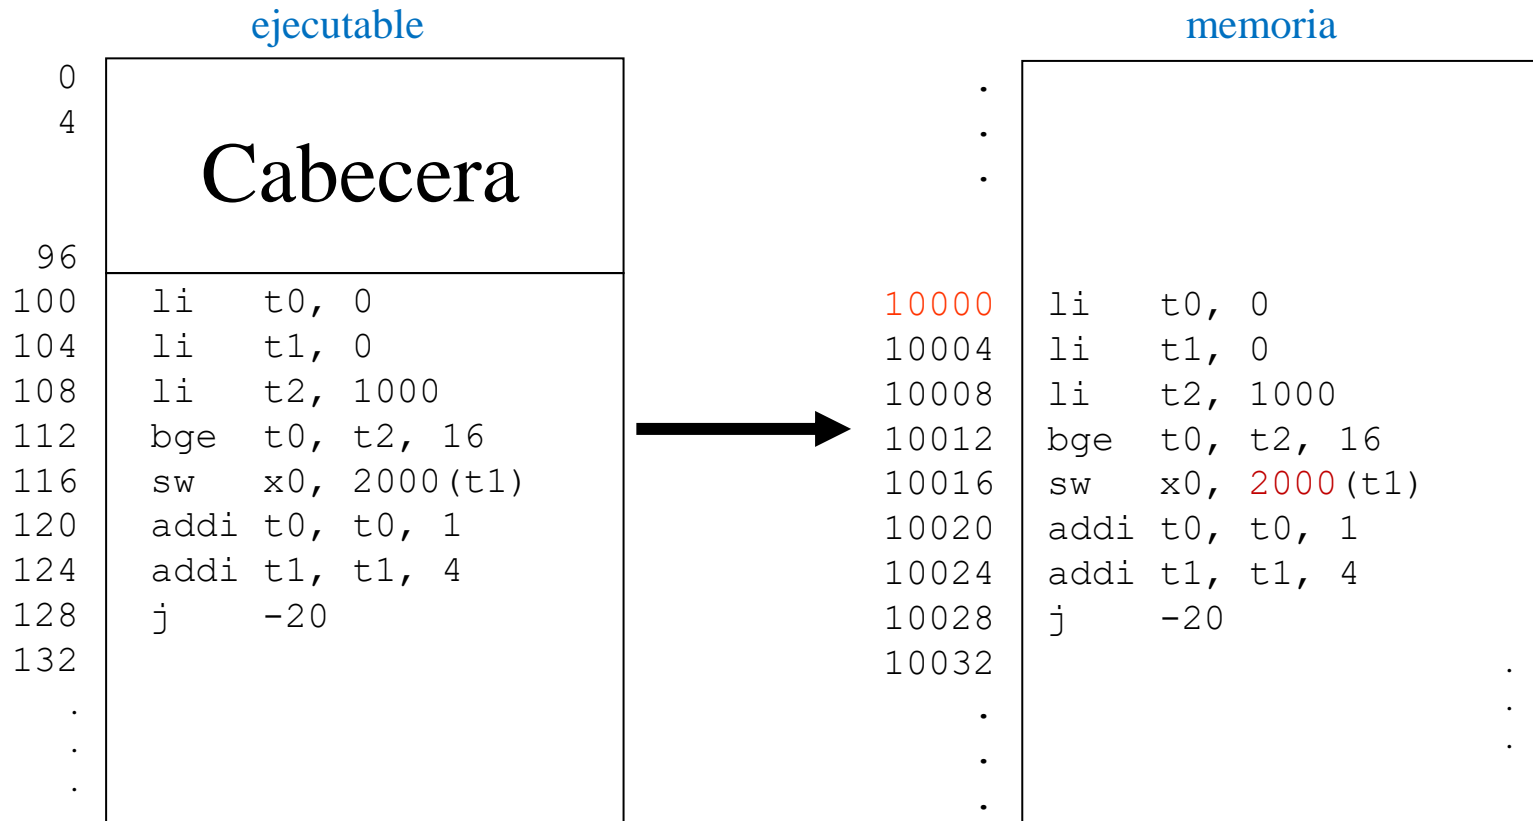 ejecutable
0
4
Cabecera
96
100 li t0, 0
104 li t1, 0
108 li t2, 1000
112 bge t0, t2, 16
116 sw x0, 2000(t1)
120 addi t0, t0, 1
124 addi t1, t1, 4
128 j -20
132
.
.
.
memoria
.
.
.
10000 li t0, 0
10004 li t1, 0
10008 li t2, 1000
10012 bge t0, t2, 16
10016 sw x0, 2000(t1)
10020 addi t0, t0, 1
10024 addi t1, t1, 4
10028 j -20
10032
.
.
.
.
.
.